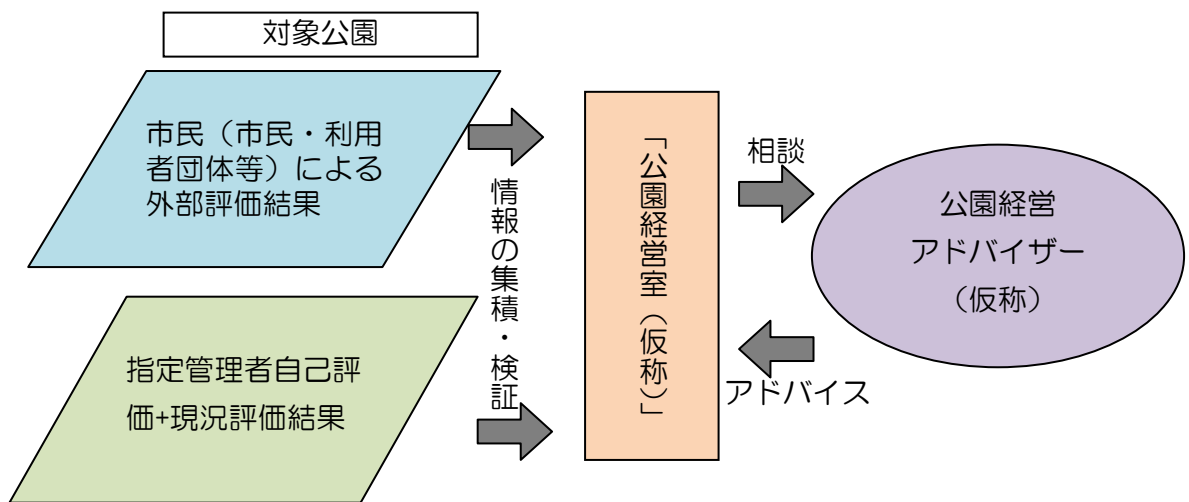 対象公園
市民（市民・利用
者団体等）による
外部評価結果
指定管理者自己評
価+現況評価結果
情報の集積・検証
「公園経営室（仮称）」
相談
アドバイス
公園経営
アドバイザー
（仮称）